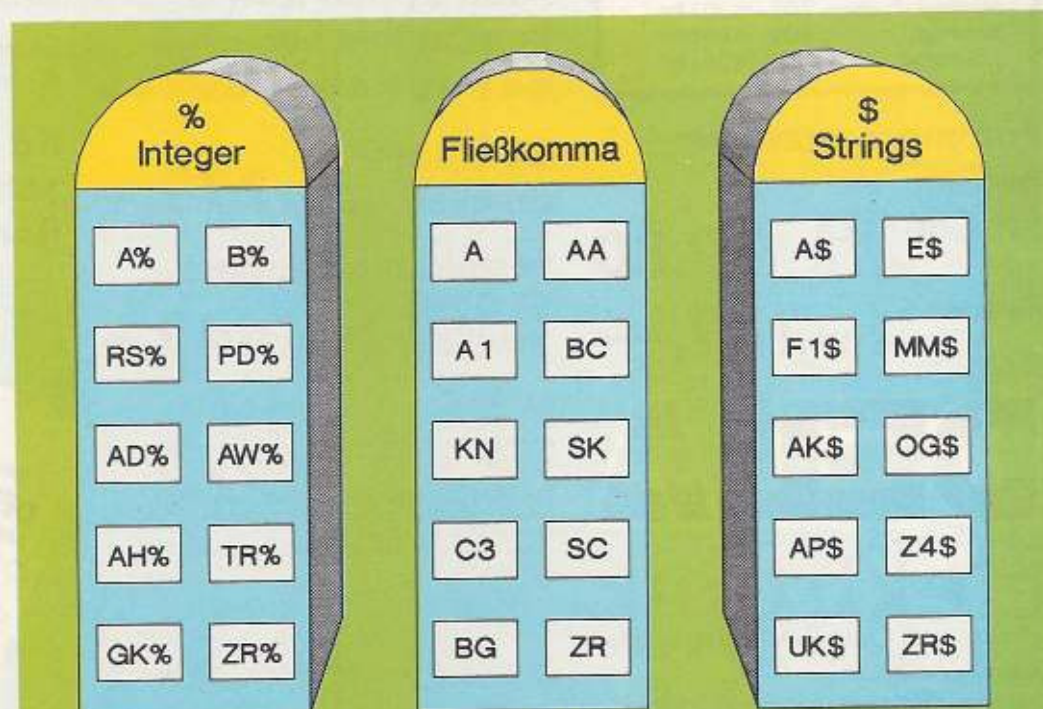 %
Integer
A% B%
RS% PD%
AD% AW%
AH% TR%
GK% ZR%
Fließkomma
A AA
A1 BC
KN SK
C3 SC
BG ZR
$
Strings
A$ E$
F1$ MM$
AK$ OG$
AP$ Z4$
UK$ ZR$